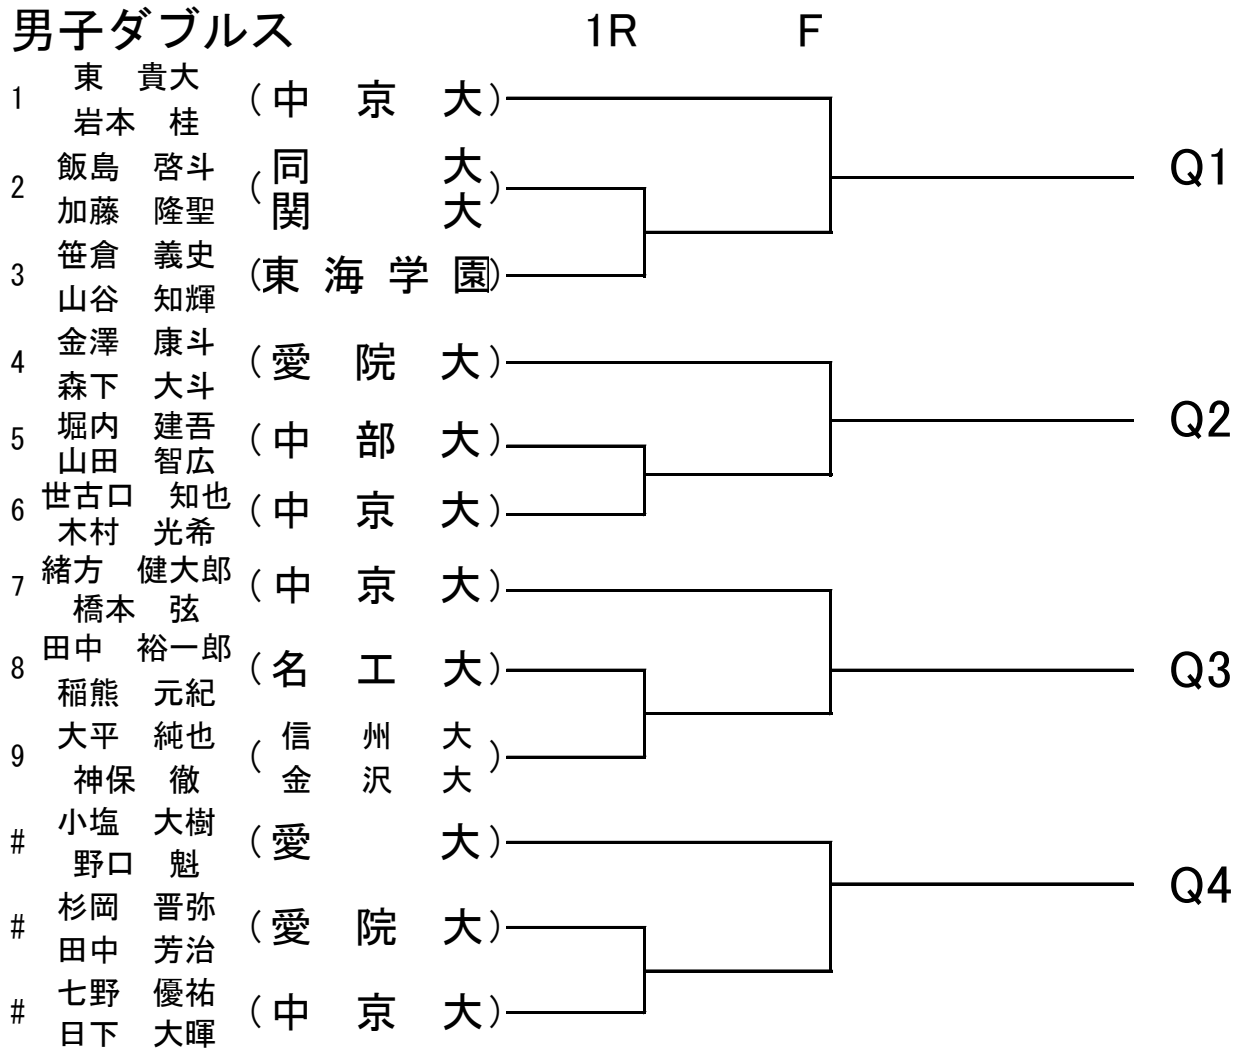 男子ダブルス 1R F
東 貴大
1 (中京大)
岩本 桂
飯島 啓斗 同大
2 ( )
加藤 隆聖 関大
Q1
笹倉 義史
3 (東海学園)
山谷 知輝
金澤 康斗
4 (愛院大)
森下 大斗
Q2
堀内 建吾
5 (中部大)
山田 智広
世古口 知也
6 (中京大)
木村 光希
緒方 健大郎
7 (中京大)
橋本 弦
田中 裕一郎
8 (名工大)
稲熊 元紀
Q3
大平 純也 信州大
9 ( )
神保 徹 金沢大
小塩 大樹
# (愛大)
野口 魁
Q4
杉岡 晋弥
# (愛院大)
田中 芳治
七野 優祐
# (中京大)
日下 大暉